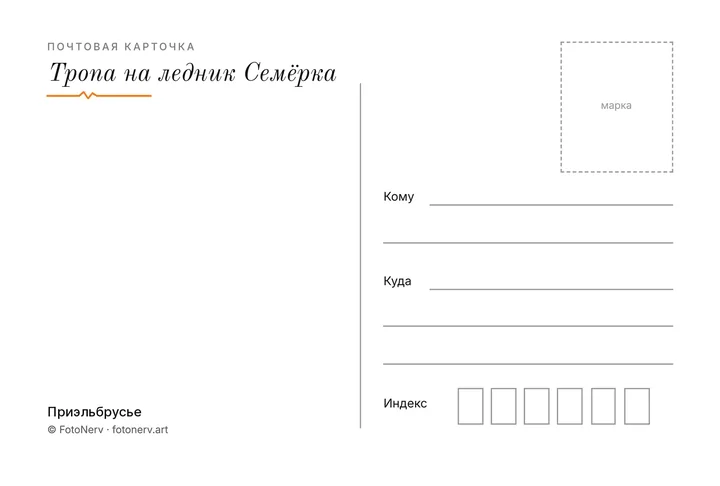 ПОЧТОВАЯ КАРТОЧКА
Тропа на ледник Семёрка
марка
Кому
Куда
Индекс
Приэльбрусье
© FotoNerv · fotonerv.art